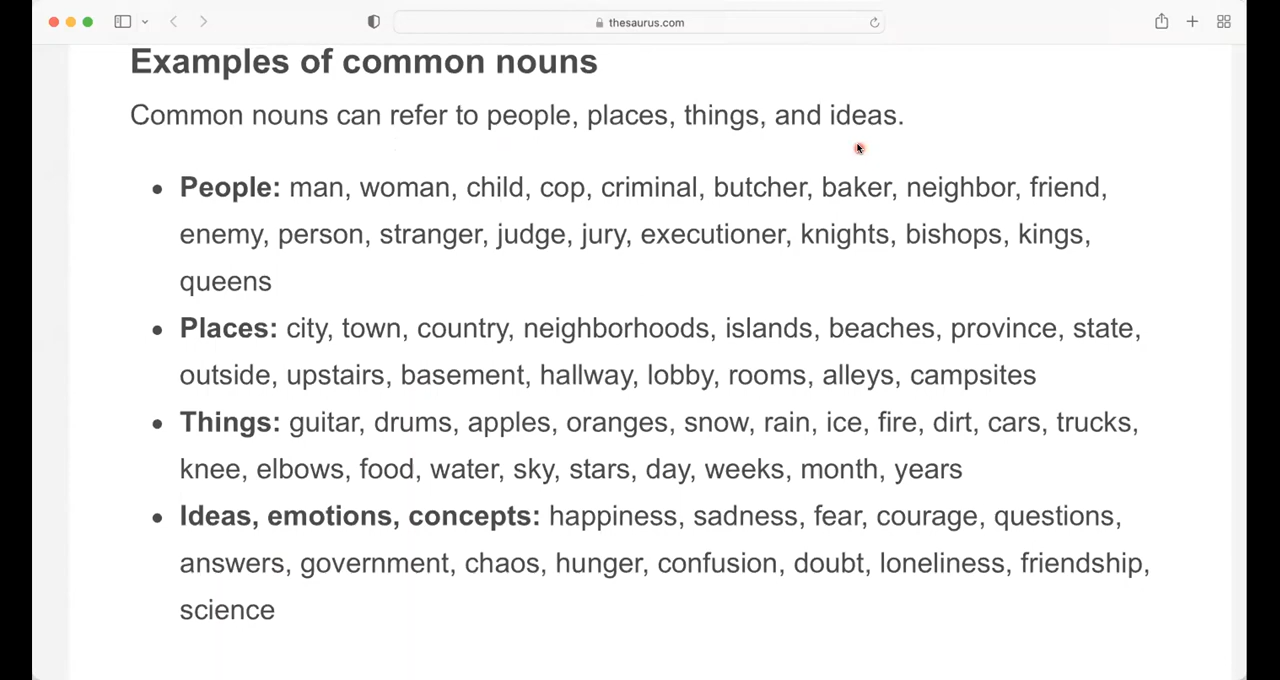 thesaurus.com
Examples of common nouns
Common nouns can refer to people, places, things, and ideas.
• People: man, woman, child, cop, criminal, butcher, baker, neighbor, friend,
enemy, person, stranger, judge, jury, executioner, knights, bishops, kings,
queens
• Places: city, town, country, neighborhoods, islands, beaches, province, state,
outside, upstairs, basement, hallway, lobby, rooms, alleys, campsites
• Things: guitar, drums, apples, oranges, snow, rain, ice, fire, dirt, cars, trucks,
knee, elbows, food, water, sky, stars, day, weeks, month, years
• Ideas, emotions, concepts: happiness, sadness, fear, courage, questions,
answers, government, chaos, hunger, confusion, doubt, loneliness, friendship,
science